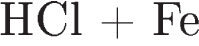 HCl + Fe